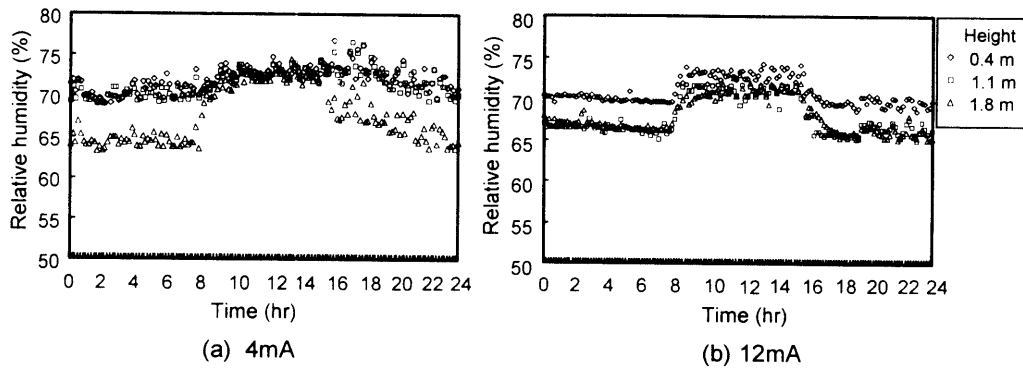 80
75
70
65
60
55
50
Relative humidity (%)
0 2 4 6 8 10 12 14 16 18 20 22 24
Time (hr)
(a) 4mA
80
75
70
65
60
55
50
Relative humidity (%)
0 2 4 6 8 10 12 14 16 18 20 22 24
Time (hr)
(b) 12mA
Height
0.4 m
1.1 m
1.8 m